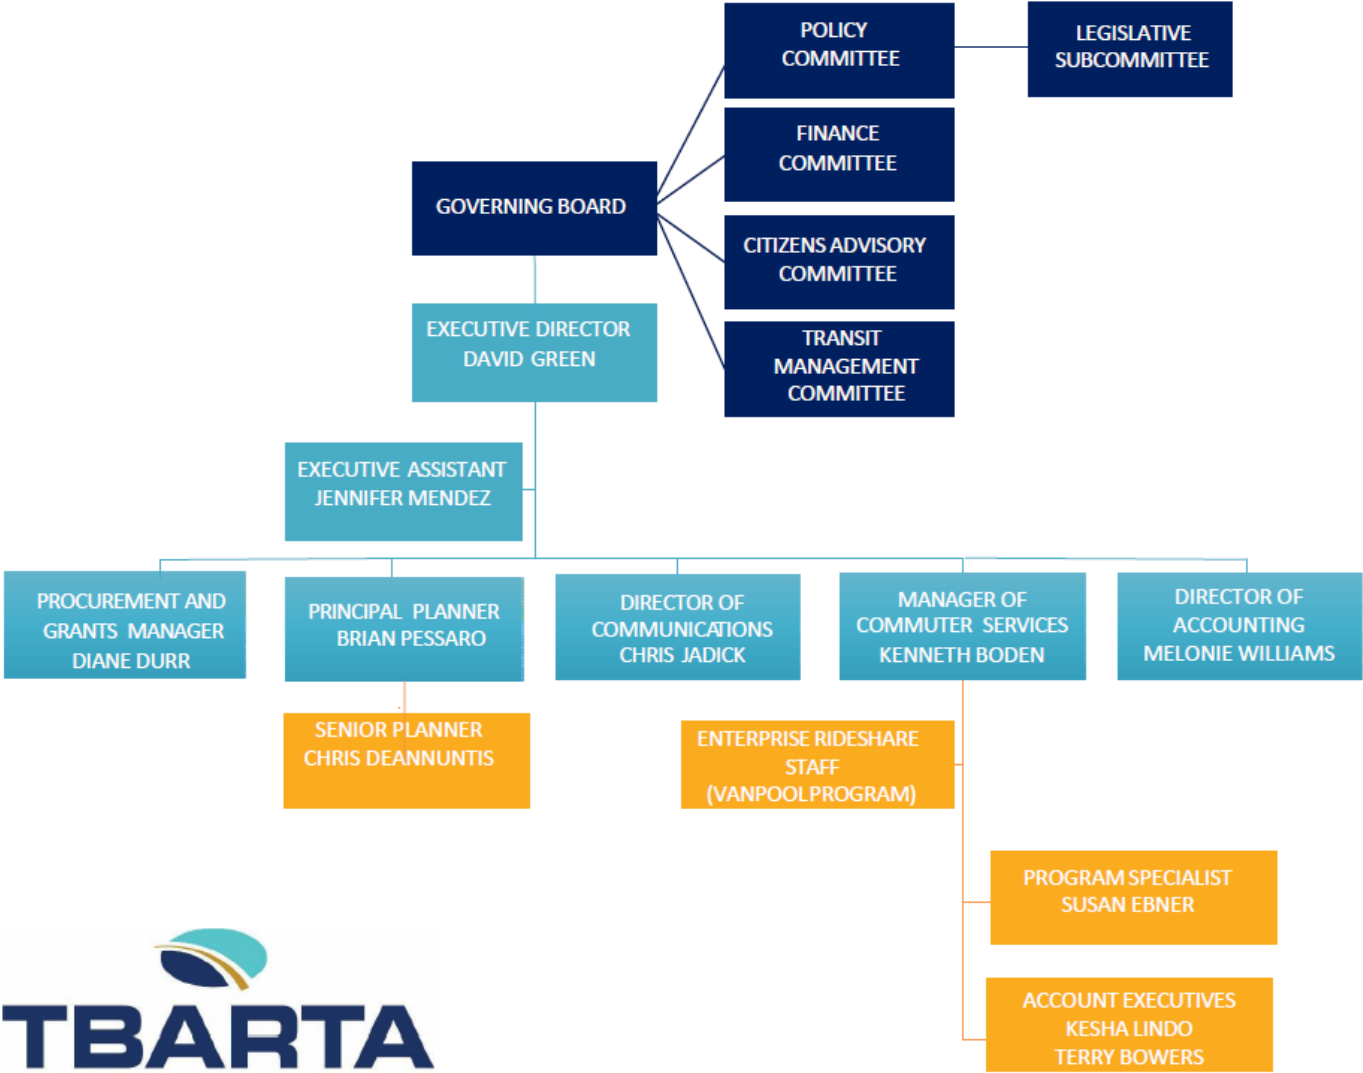 POLICY
COMMITTEE
LEGISLATIVE
SUBCOMMITTEE
FINANCE
COMMITTEE
GOVERNING BOARD
CITIZENS ADVISORY
COMMITTEE
TRANSIT
MANAGEMENT
COMMITTEE
EXECUTIVE DIRECTOR
DAVID GREEN
EXECUTIVE ASSISTANT
JENNIFER MENDEZ
PROCUREMENT AND
GRANTS MANAGER
DIANE DURR
PRINCIPAL PLANNER
BRIAN PESSARO
DIRECTOR OF
COMMUNICATIONS
CHRIS JADICK
MANAGER OF
COMMUTER SERVICES
KENNETH BODEN
DIRECTOR OF
ACCOUNTING
MELONIE WILLIAMS
SENIOR PLANNER
CHRIS DEANNUNTIS
ENTERPRISE RIDESHARE
STAFF
(VANPOOL PROGRAM)
PROGRAM SPECIALIST
SUSAN EBNER
ACCOUNT EXECUTIVES
KESHA LINDO
TERRY BOWERS
TBARTA